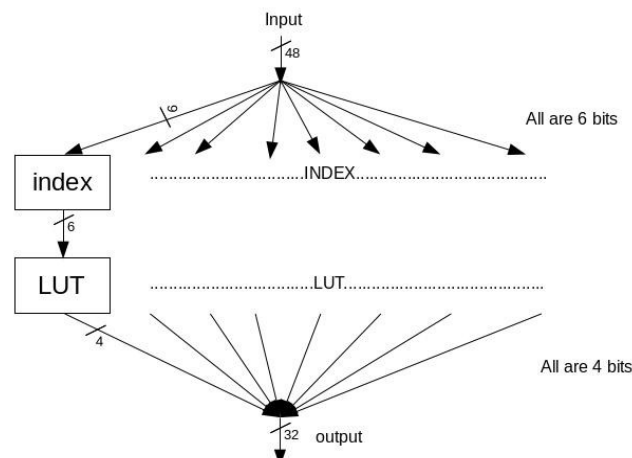 Input
48
6
All are 6 bits
index
................................INDEX........................................
6
LUT
..................................LUT..........................................
4
All are 4 bits
32
output